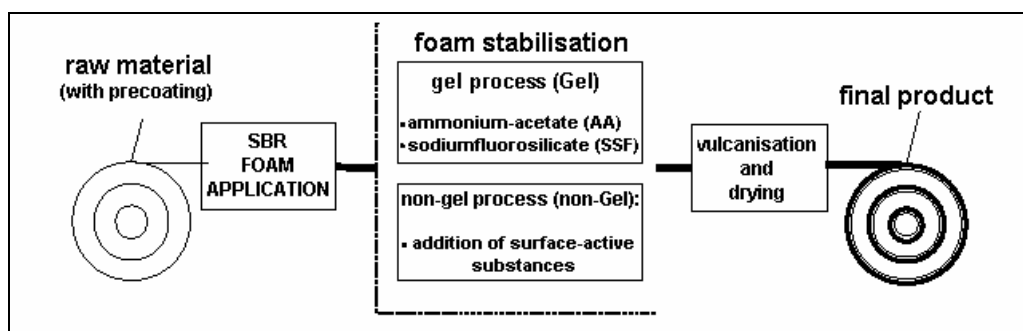 raw material
(with precoating)
SBR
FOAM
APPLICATION
foam stabilisation
gel process (Gel)
▪ammonium-acetate (AA)
▪sodiumfluorosilicate (SSF)
non-gel process (non-Gel):
▪ addition of surface-active
substances
vulcanisation
and
drying
final product